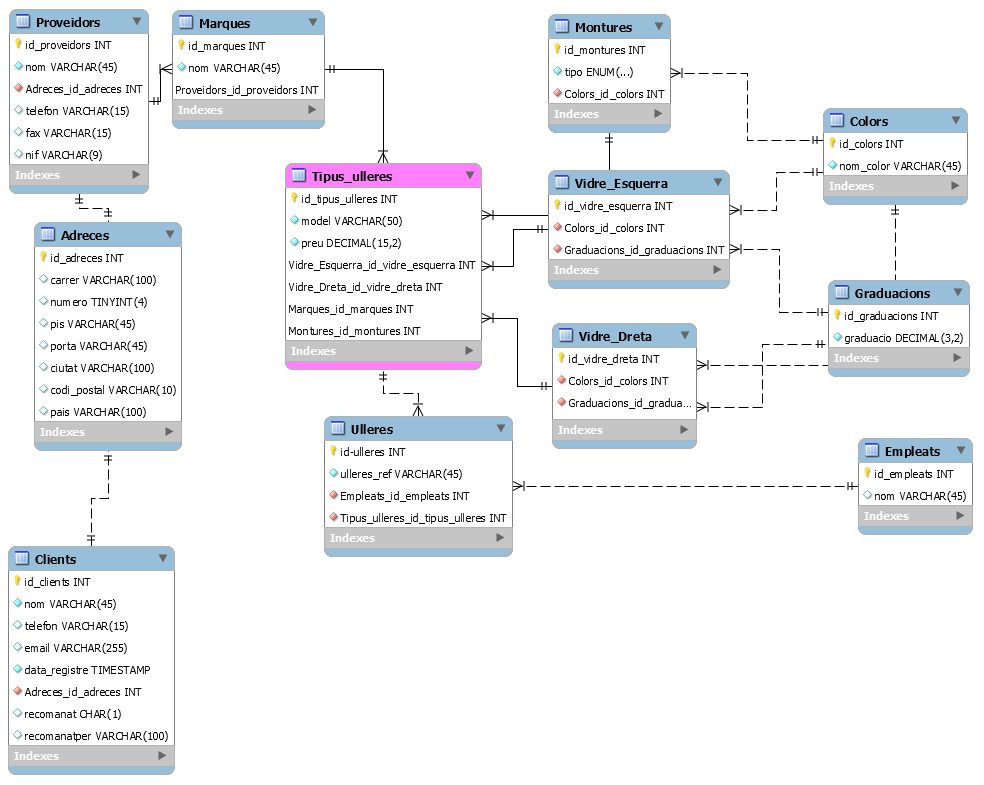 Proveidors
id_proveidors INT
nom VARCHAR(45)
Adreces_id_adreces INT
telefon VARCHAR(15)
fax VARCHAR(15)
nif VARCHAR(9)
Indexes
Marques
id_marques INT
nom VARCHAR(45)
Proveidors_id_proveidors INT
Indexes
Montures
id_montures INT
tipo ENUM(...)
Colors_id_colors INT
Indexes
Colors
id_colors INT
nom_color VARCHAR(45)
Indexes
Tipus_ulleres
id_tipus_ulleres INT
model VARCHAR(50)
preu DECIMAL(15,2)
Vidre_Esquerra_id_vidre_esquerra INT
Vidre_Dreta_id_vidre_dreta INT
Marques_id_marques INT
Montures_id_montures INT
Indexes
Vidre_Esquerra
id_vidre_esquerra INT
Colors_id_colors INT
Graduacions_id_graduacions INT
Indexes
Adreces
id_adreces INT
carrer VARCHAR(100)
numero TINYINT(4)
pis VARCHAR(45)
porta VARCHAR(45)
ciutat VARCHAR(100)
codi_postal VARCHAR(10)
pais VARCHAR(100)
Indexes
Graduacions
id_graduacions INT
graduacio DECIMAL(3,2)
Indexes
Vidre_Dreta
id_vidre_dreta INT
Colors_id_colors INT
Graduacions_id_gradua...
Indexes
Ulleres
id-ulleres INT
ulleres_ref VARCHAR(45)
Empleats_id_empleats INT
Tipus_ulleres_id_tipus_ulleres INT
Indexes
Empleats
id_empleats INT
nom VARCHAR(45)
Indexes
Clients
id_clients INT
nom VARCHAR(45)
telefon VARCHAR(15)
email VARCHAR(255)
data_registre TIMESTAMP
Adreces_id_adreces INT
recomanat CHAR(1)
recomanatper VARCHAR(100)
Indexes